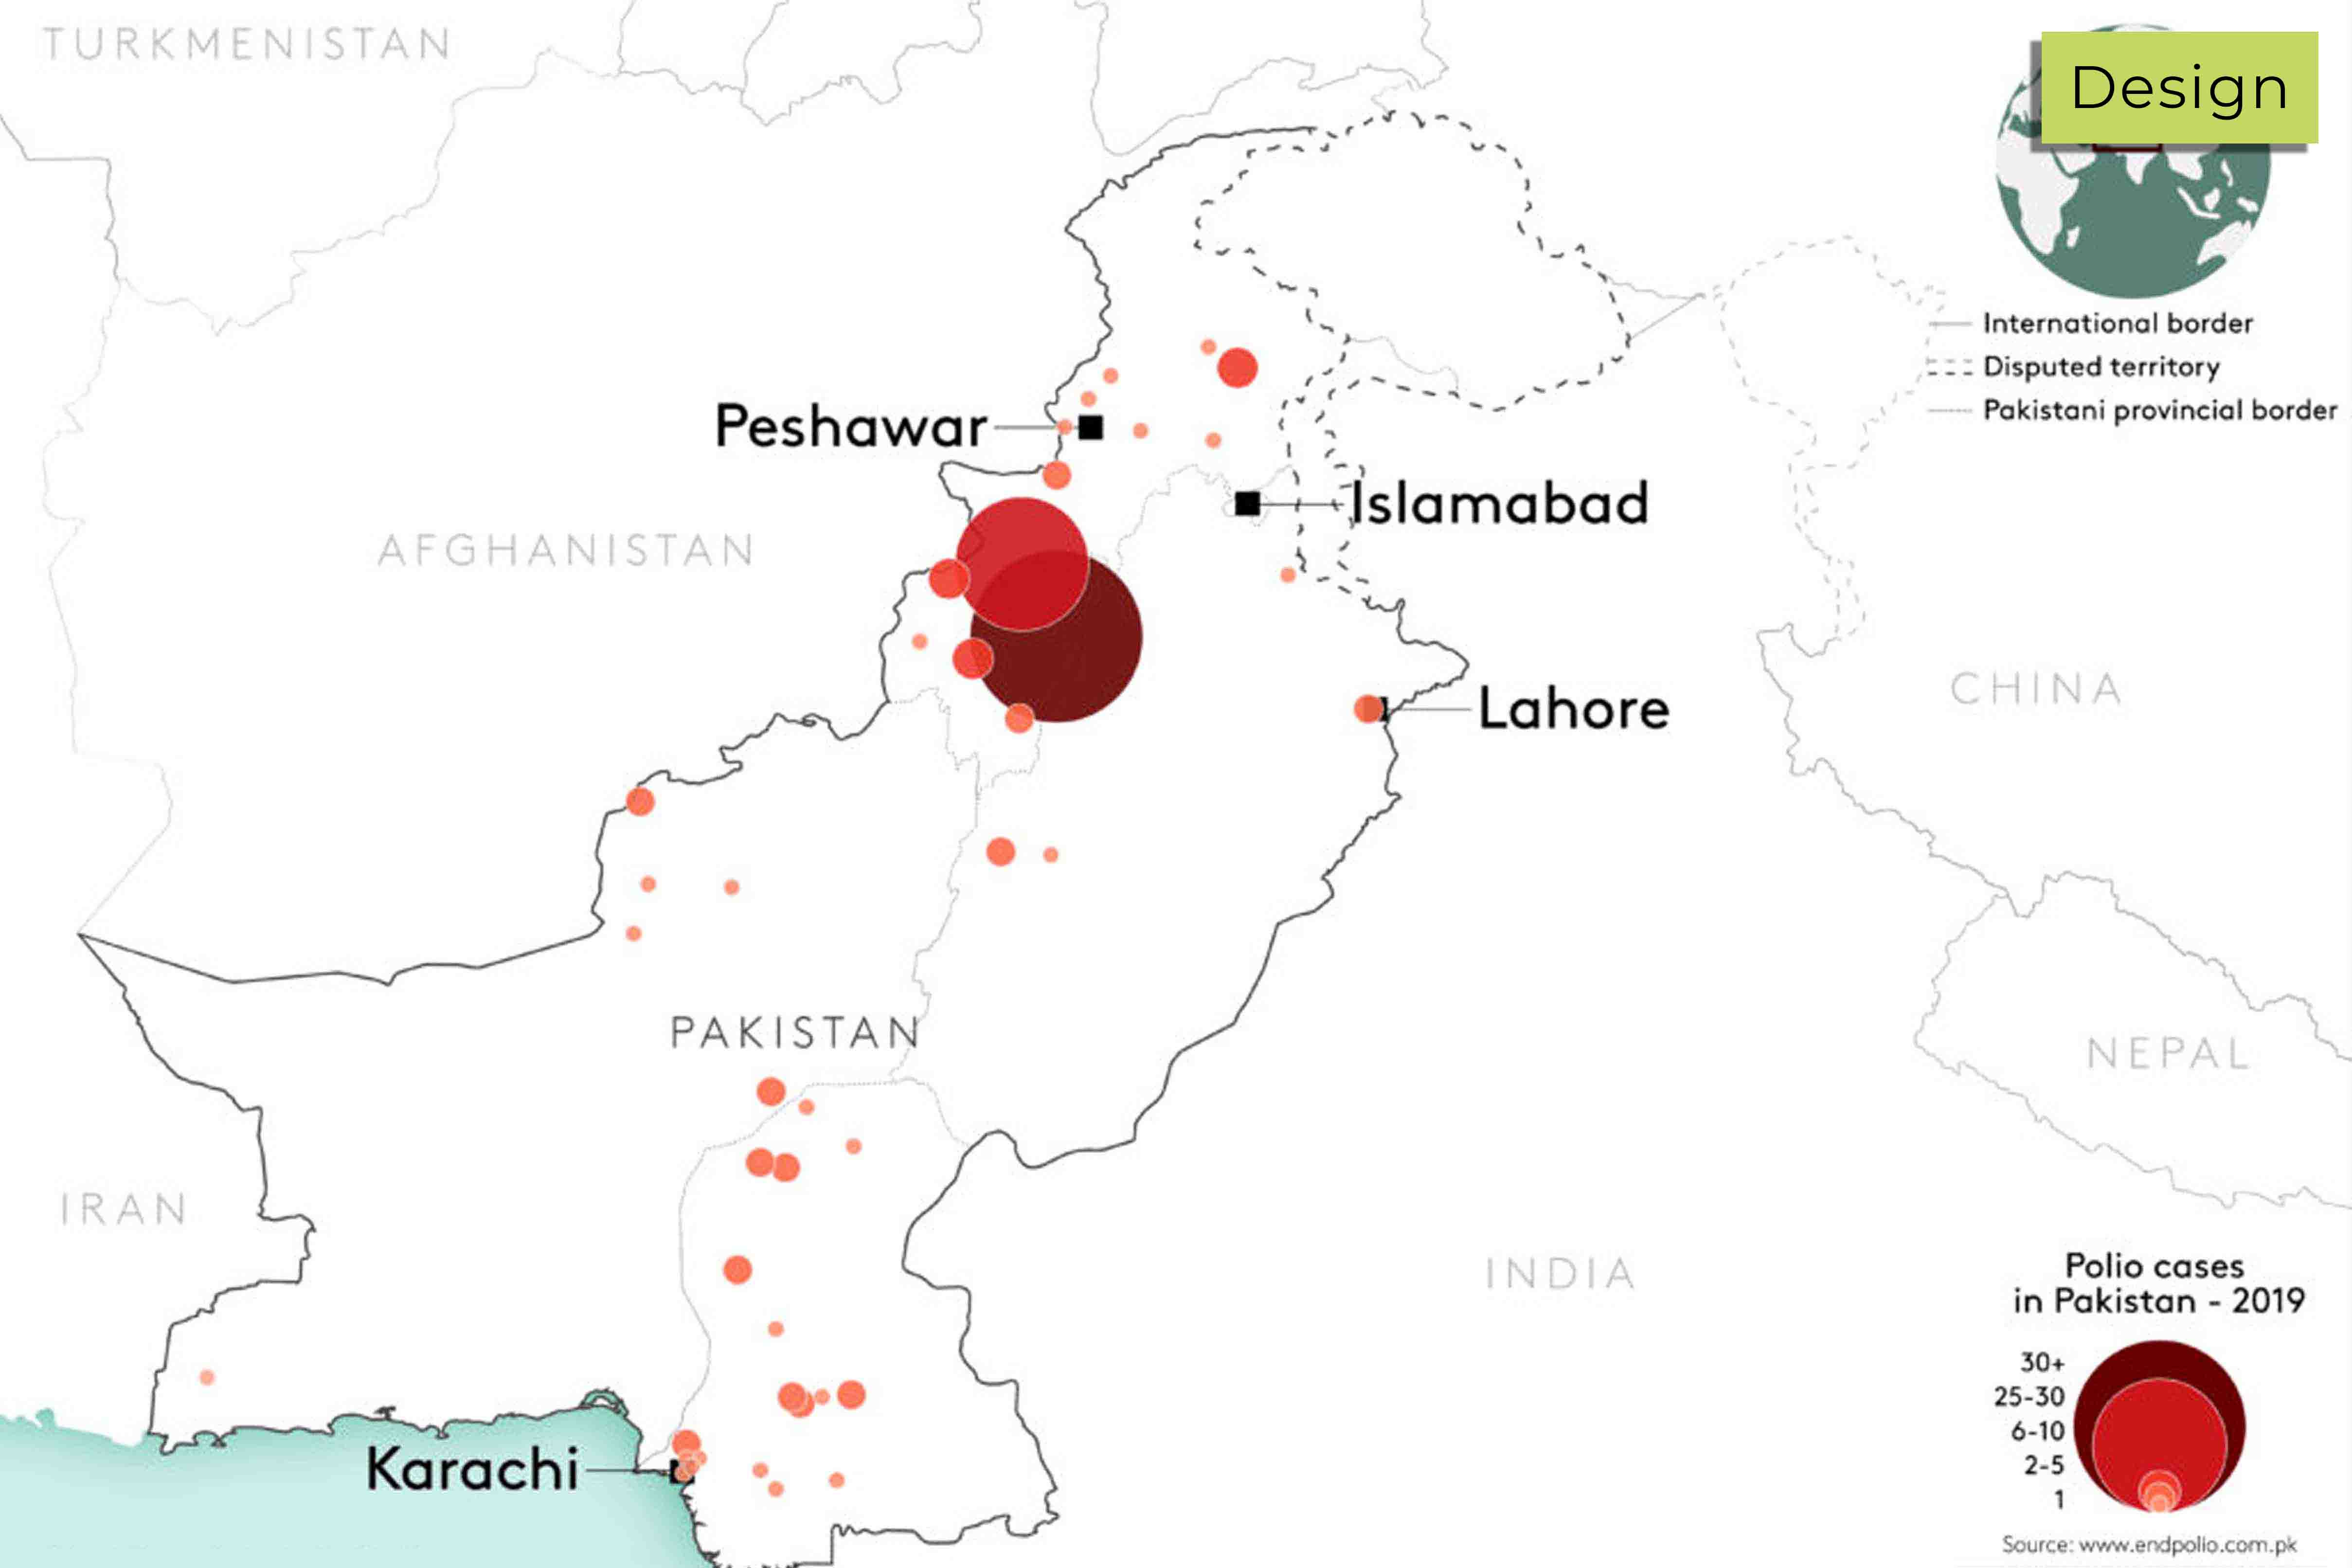 TURKMENISTAN
Design
International border
Disputed territory
Pakistani provincial border
Peshawar
Islamabad
AFGHANISTAN
CHINA
Lahore
PAKISTAN
NEPAL
IRAN
INDIA
Karachi
Polio cases
in Pakistan - 2019
30+
25-30
6-10
2-5
1
Source: www.endpolio.com.pk